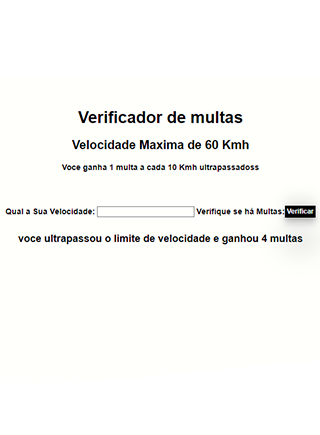 Verificador de multas
Velocidade Maxima de 60 Kmh
Voce ganha 1 multa a cada 10 Kmh ultrapassadoss
Qual a Sua Velocidade: Verifique se há Multas: Verificar
voce ultrapassou o limite de velocidade e ganhou 4 multas